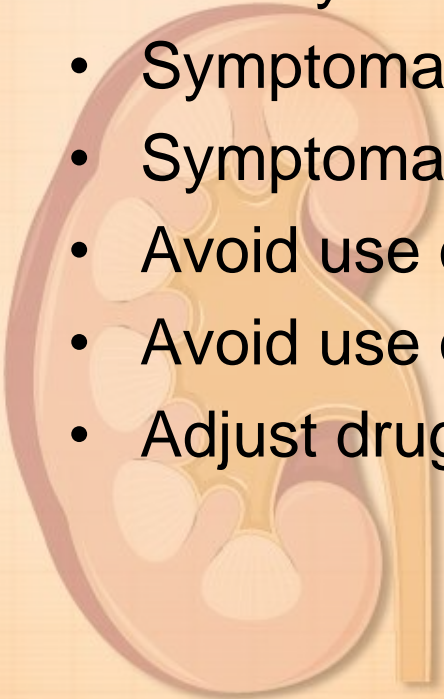 • Symptoma
• Symptoma
• Avoid use
• Avoid use
• Adjust drug